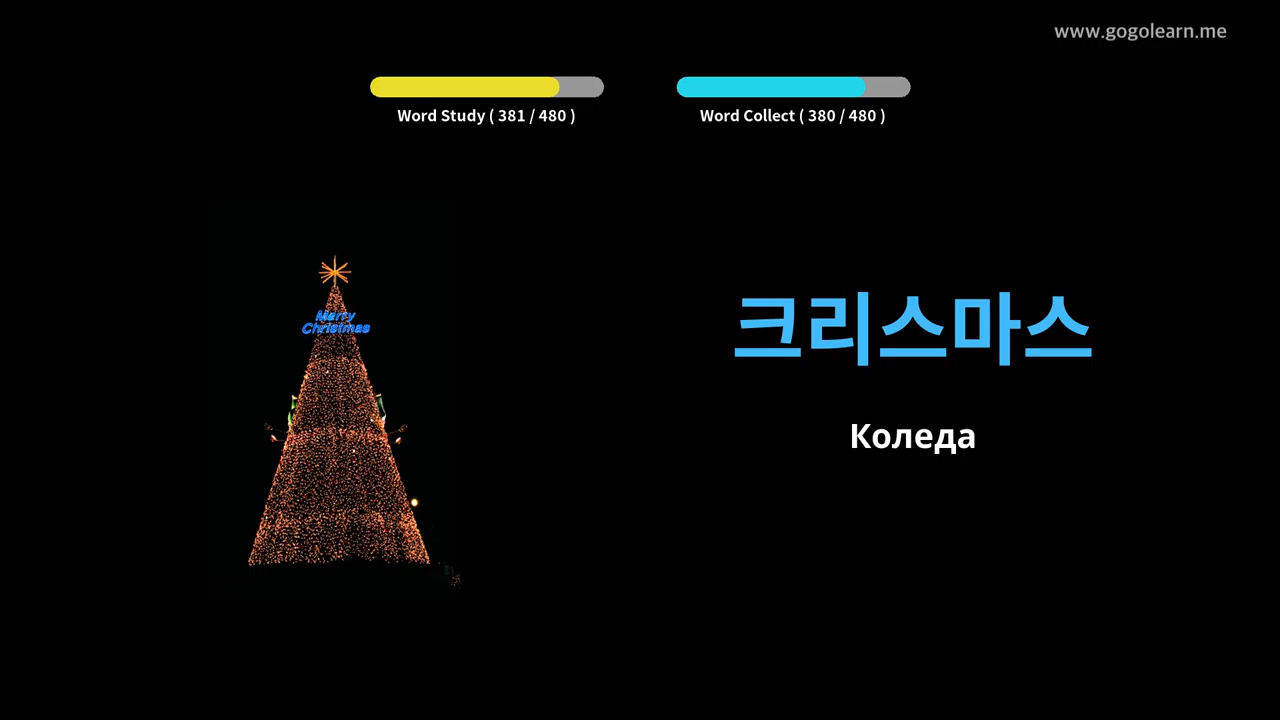 www.gogolearn.me
Word Study ( 381 / 480 )
Word Collect ( 380 / 480 )
Merry
Christmas
크리스마스
Коледа